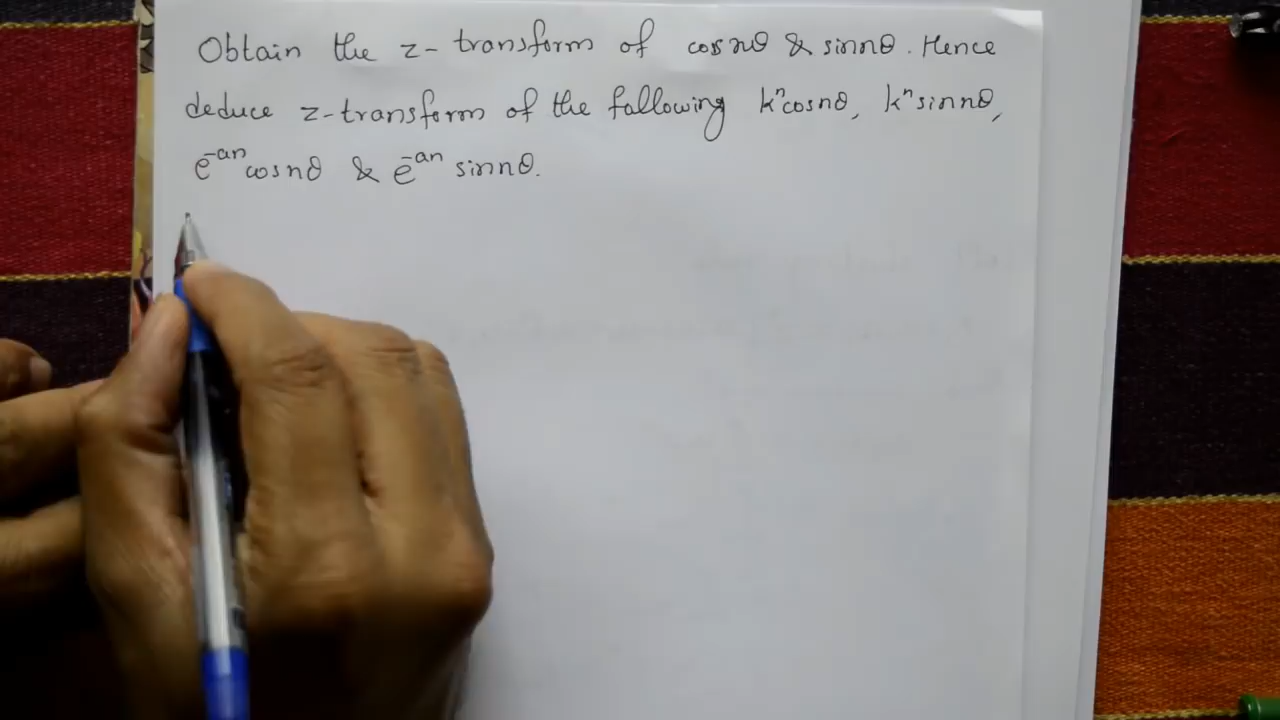 Obtain the z-transform of cosnθ & sinnθ. Hence
deduce z-transform of the following kⁿcosnθ, kⁿsinnθ,
e⁻ᵃⁿcosnθ & e⁻ᵃⁿ sinnθ.